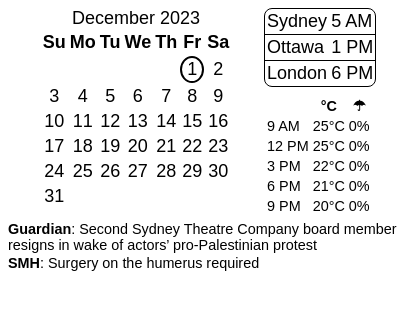 December 2023
Su Mo Tu We Th Fr Sa
1 2
3 4 5 6 7 8 9
10 11 12 13 14 15 16
17 18 19 20 21 22 23
24 25 26 27 28 29 30
31
Sydney 5 AM
Ottawa 1 PM
London 6 PM
°C ☂
9 AM 25°C 0%
12 PM 25°C 0%
3 PM 22°C 0%
6 PM 21°C 0%
9 PM 20°C 0%
Guardian: Second Sydney Theatre Company board member
resigns in wake of actors’ pro-Palestinian protest
SMH: Surgery on the humerus required